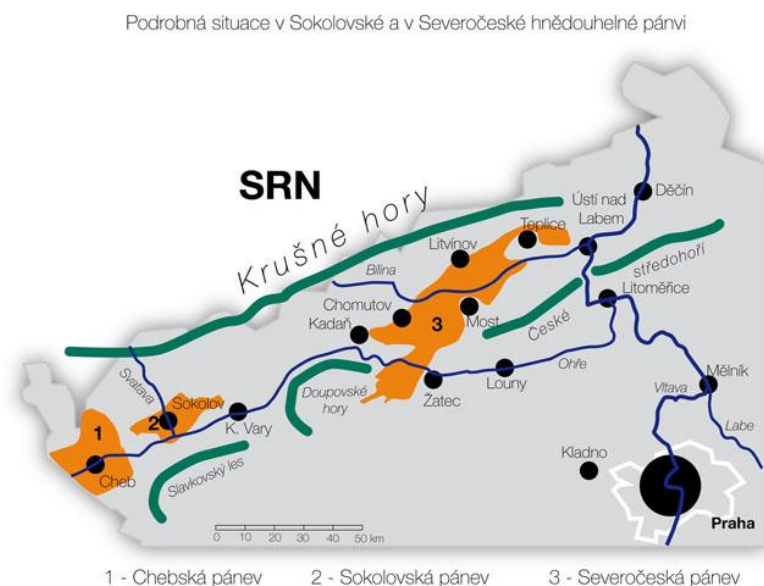 Podrobná situace v Sokolovské a v Severočeské hnědouhelné pánvi
SRN
Krušné hory
Děčín
Ústí nad
Labem
Teplice
Litvínov
středohoří
Bílina
Litoměřice
Chomutov
3
Most
České
Kadaň
Ohře
Svatava
Doupovské
hory
Žatec
Louny
Mělník
Vltava
Labe
1
2
Sokolov
K. Vary
Cheb
Slavkovský les
Kladno
Praha
0 10 20 30 40 50 km
1 - Chebská pánev 2 - Sokolovská pánev 3 - Severočeská pánev